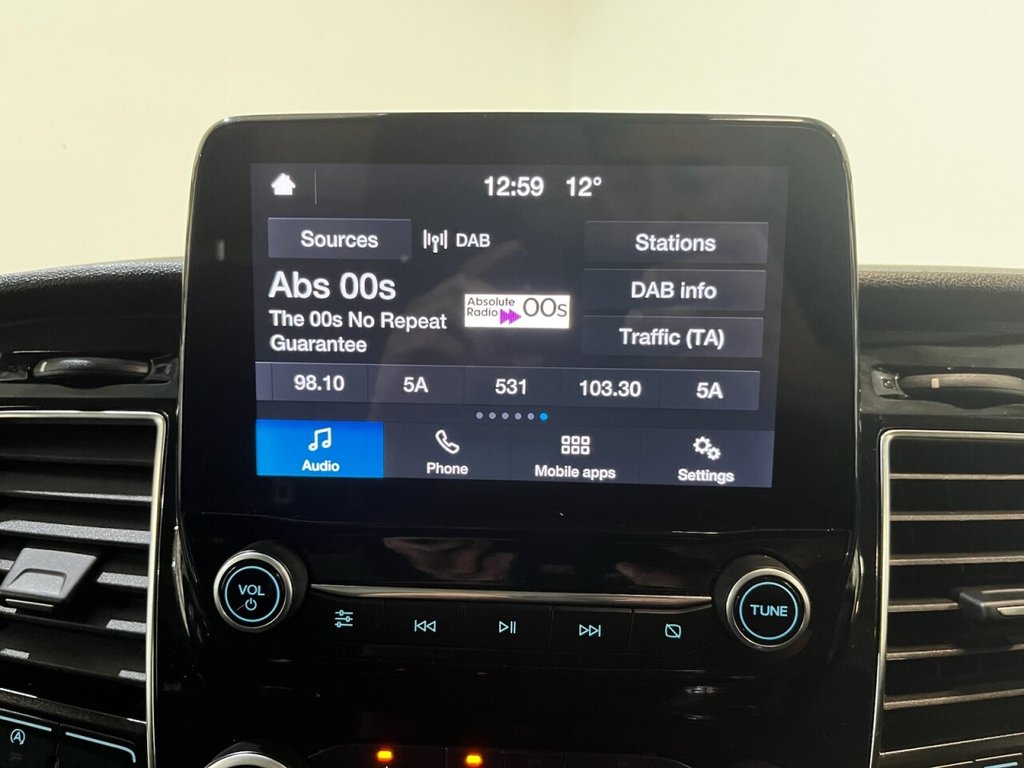 12:59 12°
Sources DAB Stations
Abs 00s
The 00s No Repeat
Guarantee
Absolute
Radio 00s
DAB info
Traffic (TA)
98.10 5A 531 103.30 5A
Audio Phone Mobile apps Settings
VOL
TUNE
A